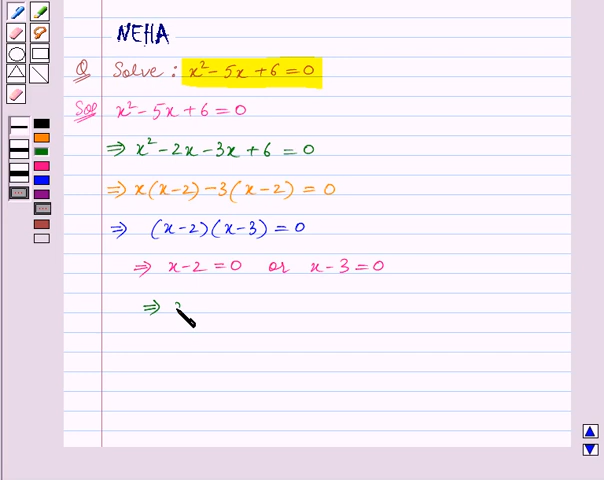 NEHA
Q Solve : x² - 5x + 6 = 0
Sol x² - 5x + 6 = 0
⇒ x² - 2x - 3x + 6 = 0
⇒ x(x-2) - 3(x-2) = 0
⇒ (x-2)(x-3) = 0
⇒ x-2 = 0 or x-3 = 0
⇒